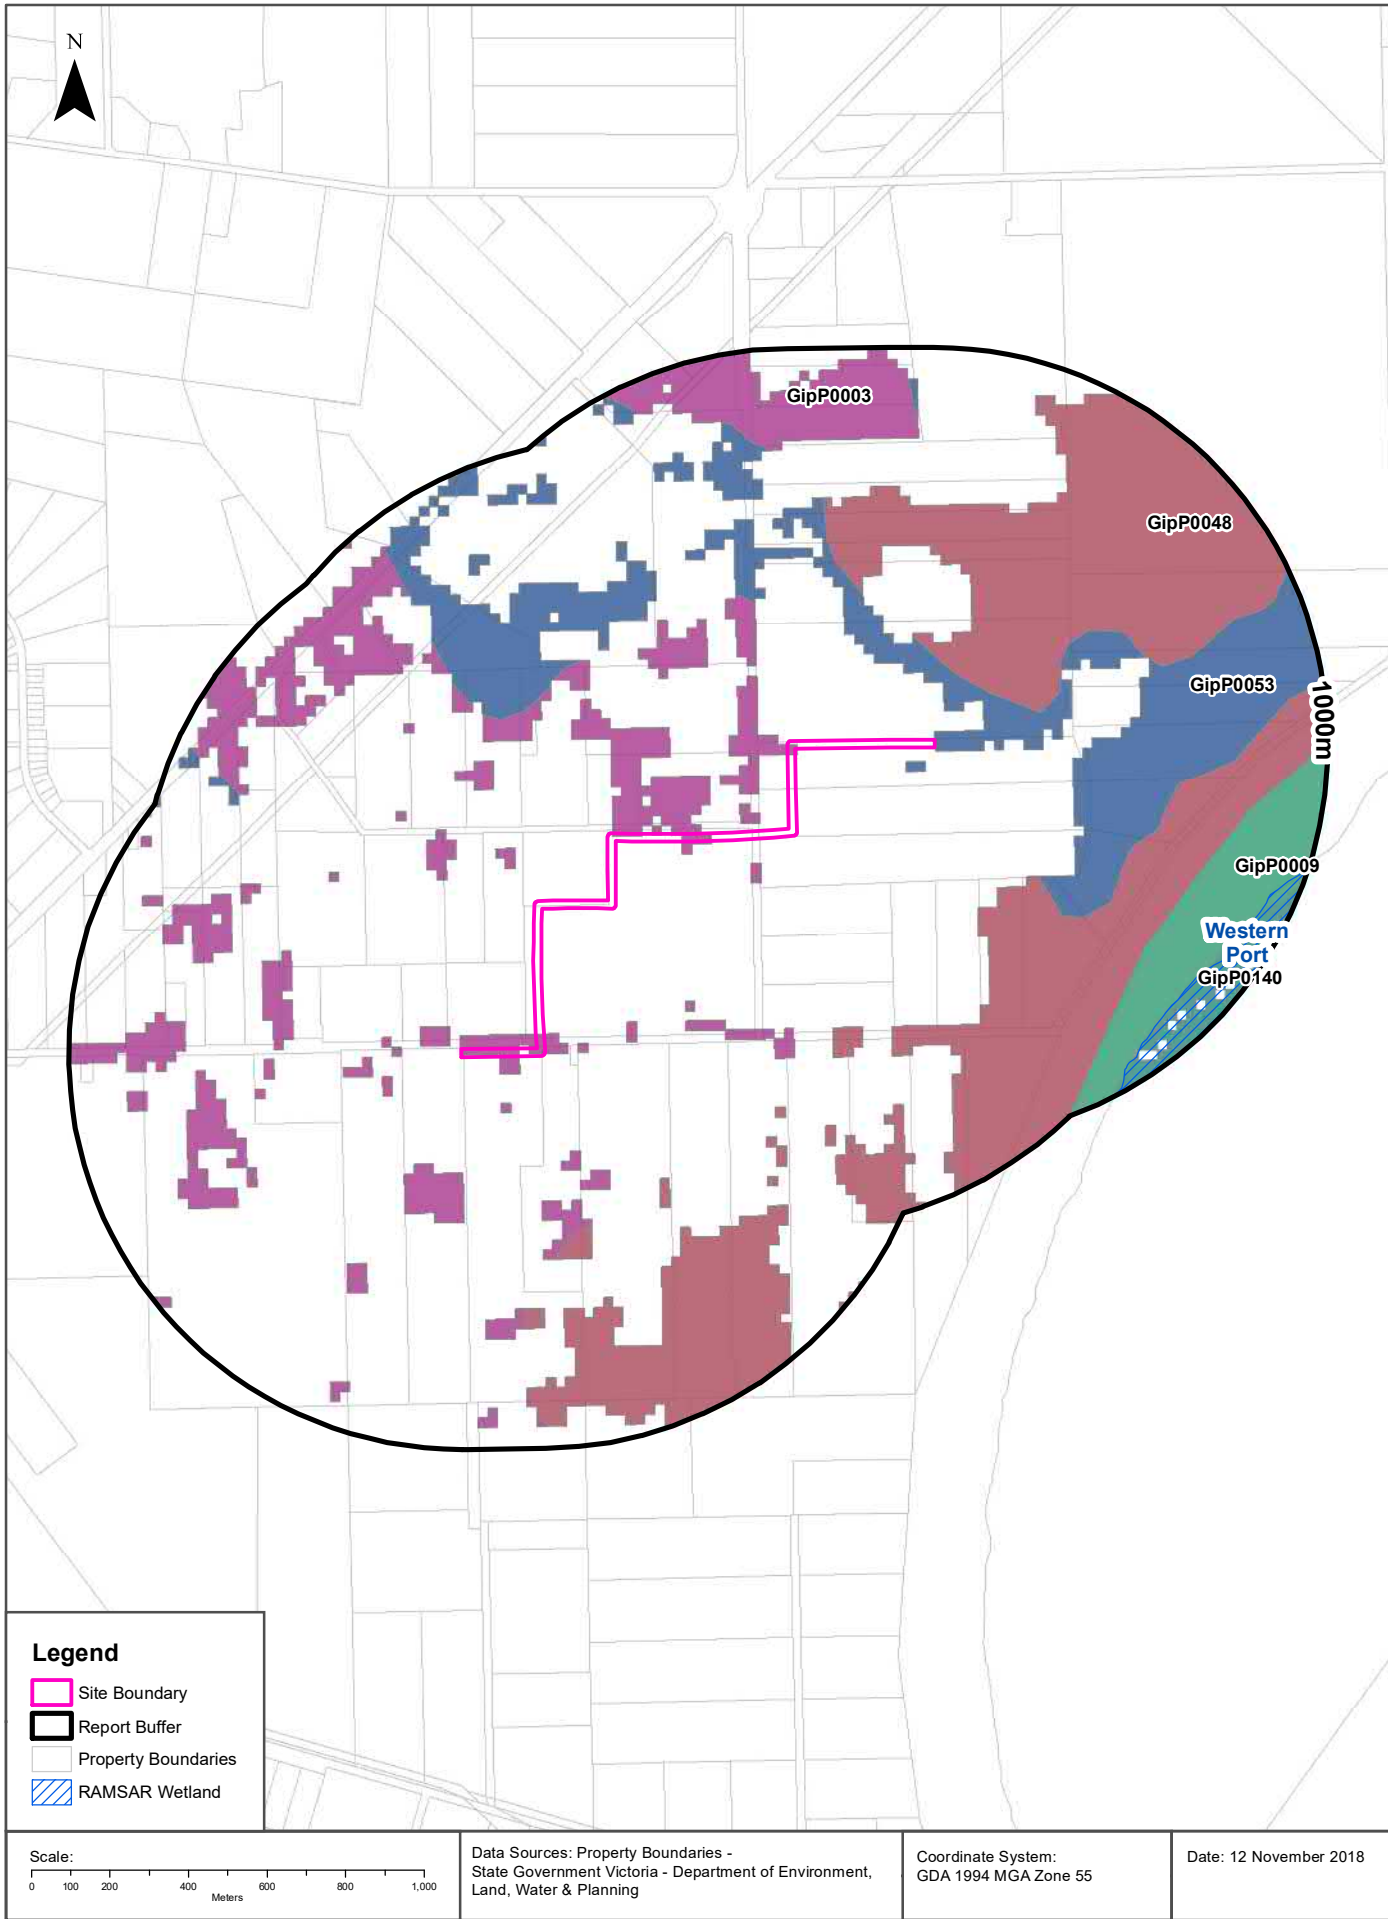 N
GipP0003
GipP0048
GipP0053
1000m
GipP0009
Western
Port
GipP0140
Legend
Site Boundary
Report Buffer
Property Boundaries
RAMSAR Wetland
Scale:
0 100 200 400 600 800 1,000
Meters
Data Sources: Property Boundaries -
State Government Victoria - Department of Environment,
Land, Water & Planning
Coordinate System:
GDA 1994 MGA Zone 55
Date: 12 November 2018